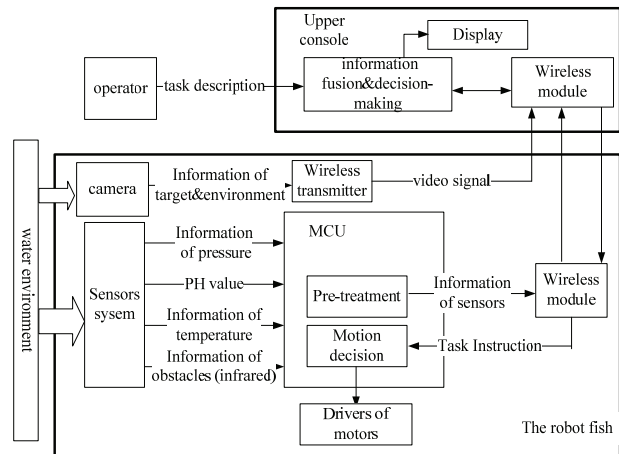 Upper
console
Display
operator
task description
information
fusion&decision-
making
Wireless
module
water environment
camera
Information of
target&environment
Wireless
transmitter
video signal
Sensors
sysem
Information
of pressure
PH value
Information of
temperature
Information of
obstacles (infrared)
MCU
Pre-treatment
Motion
decision
Information
of sensors
Task Instruction
Wireless
module
Drivers of
motors
The robot fish